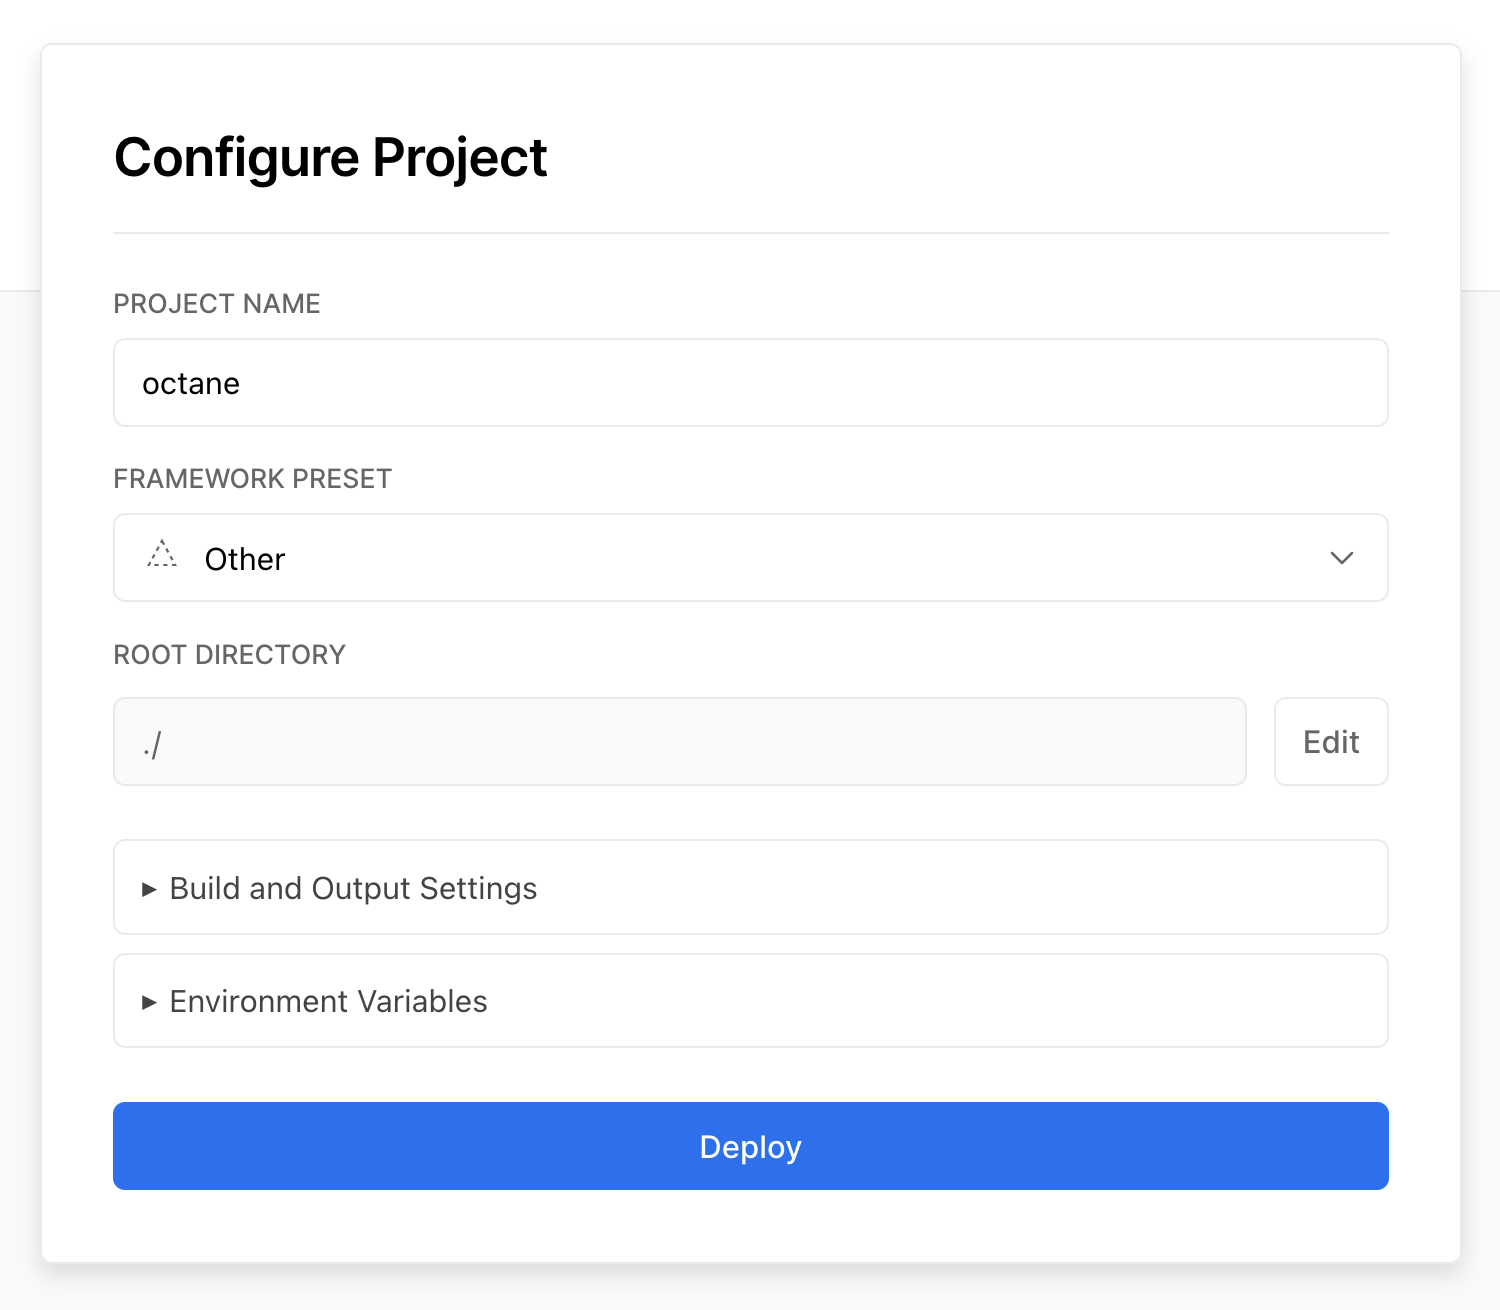 Configure Project
PROJECT NAME
octane
FRAMEWORK PRESET
Other
ROOT DIRECTORY
./
Edit
Build and Output Settings
Environment Variables
Deploy